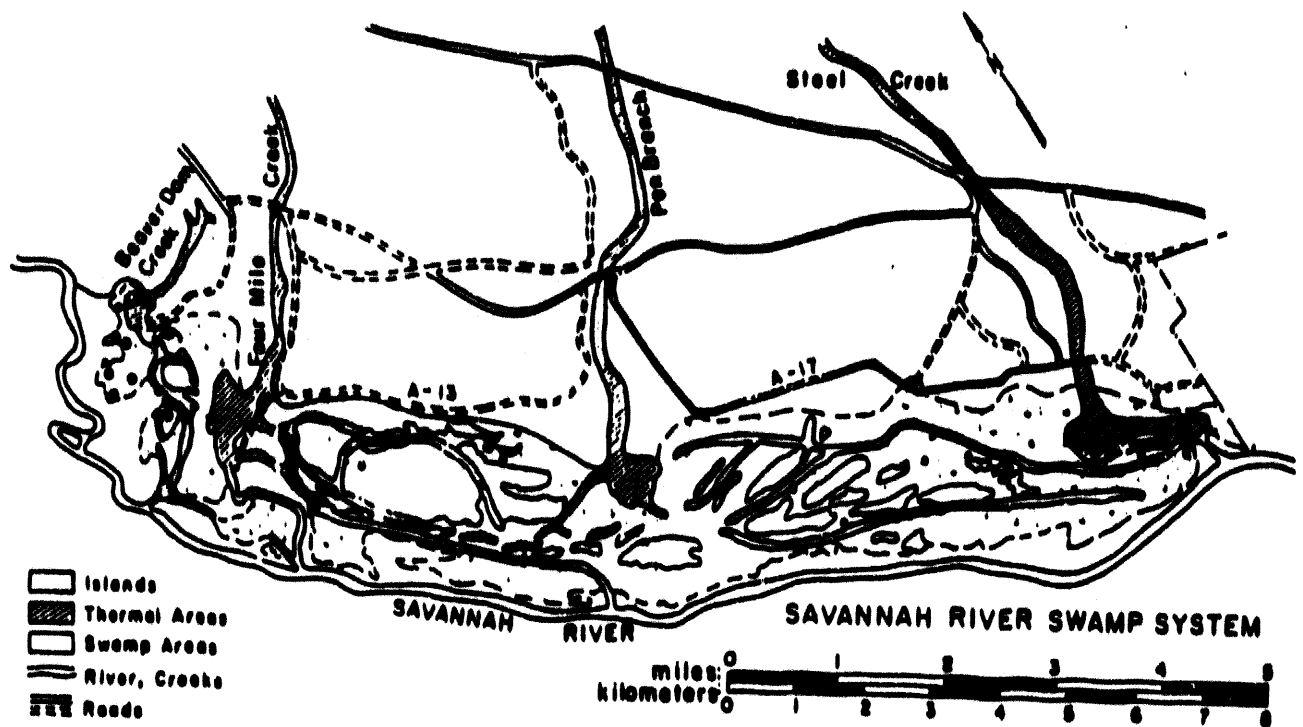 Steel Creek
N
Pen Branch
Beaver Dam
Creek
Four Mile Creek
A-13
A-17
SAVANNAH RIVER
Islands
Thermal Areas
Swamp Areas
River, Creeks
Roads
SAVANNAH RIVER SWAMP SYSTEM
miles: 0 1 2 3 4 5
kilometers 0 1 2 3 4 5 6 7 8